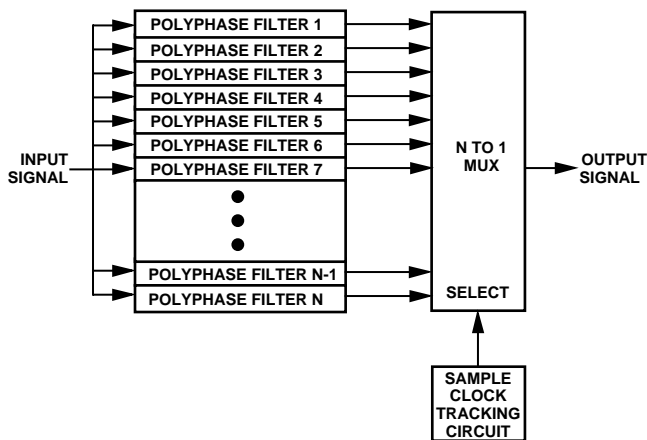 POLYPHASE FILTER 1
POLYPHASE FILTER 2
POLYPHASE FILTER 3
POLYPHASE FILTER 4
POLYPHASE FILTER 5
POLYPHASE FILTER 6
POLYPHASE FILTER 7
POLYPHASE FILTER N-1
POLYPHASE FILTER N
INPUT
SIGNAL
N TO 1
MUX
SELECT
OUTPUT
SIGNAL
SAMPLE
CLOCK
TRACKING
CIRCUIT